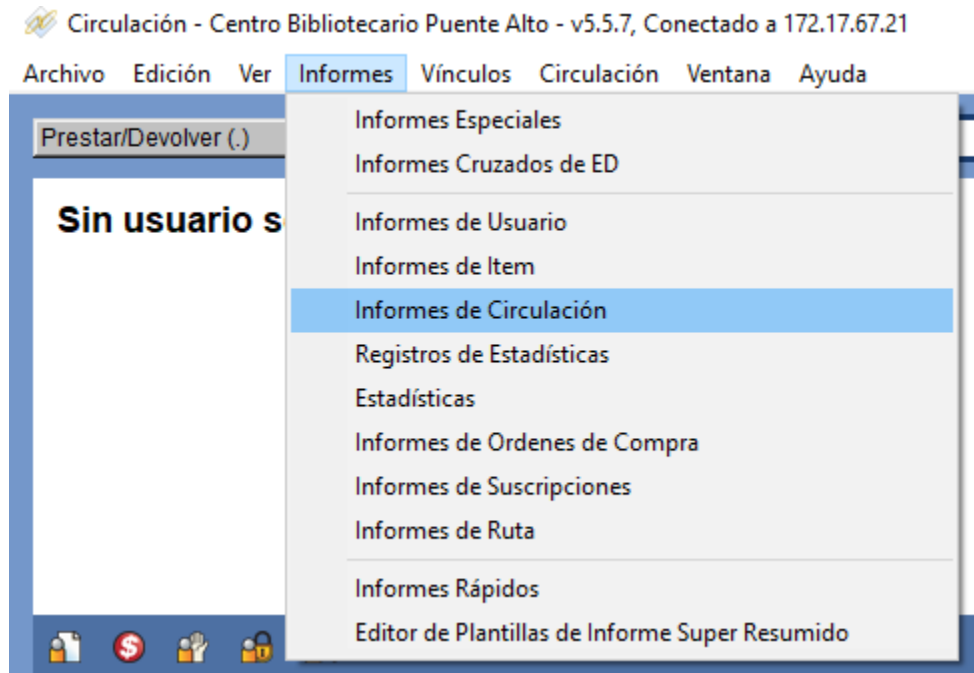 Circulación - Centro Bibliotecario Puente Alto - v5.5.7, Conectado a 172.17.67.21
Archivo Edición Ver Informes Vínculos Circulación Ventana Ayuda
Prestar/Devolver (.)
Sin usuario s
Informes Especiales
Informes Cruzados de ED
Informes de Usuario
Informes de Item
Informes de Circulación
Registros de Estadísticas
Estadísticas
Informes de Ordenes de Compra
Informes de Suscripciones
Informes de Ruta
Informes Rápidos
Editor de Plantillas de Informe Super Resumido